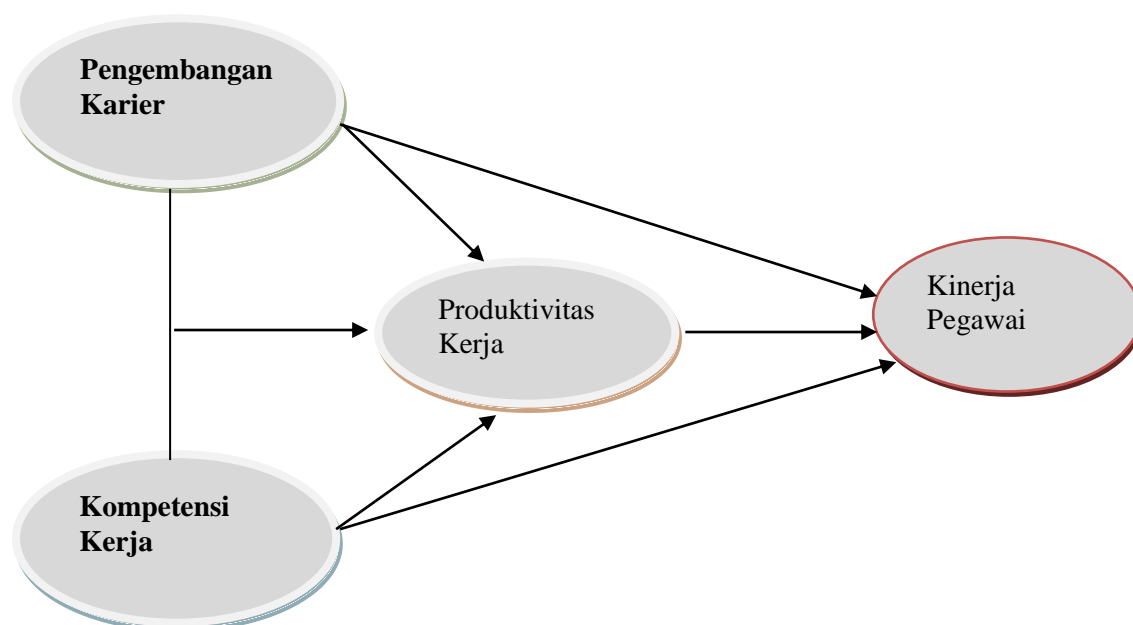 Pengembangan
Karier
Produktivitas
Kerja
Kinerja
Pegawai
Kompetensi
Kerja